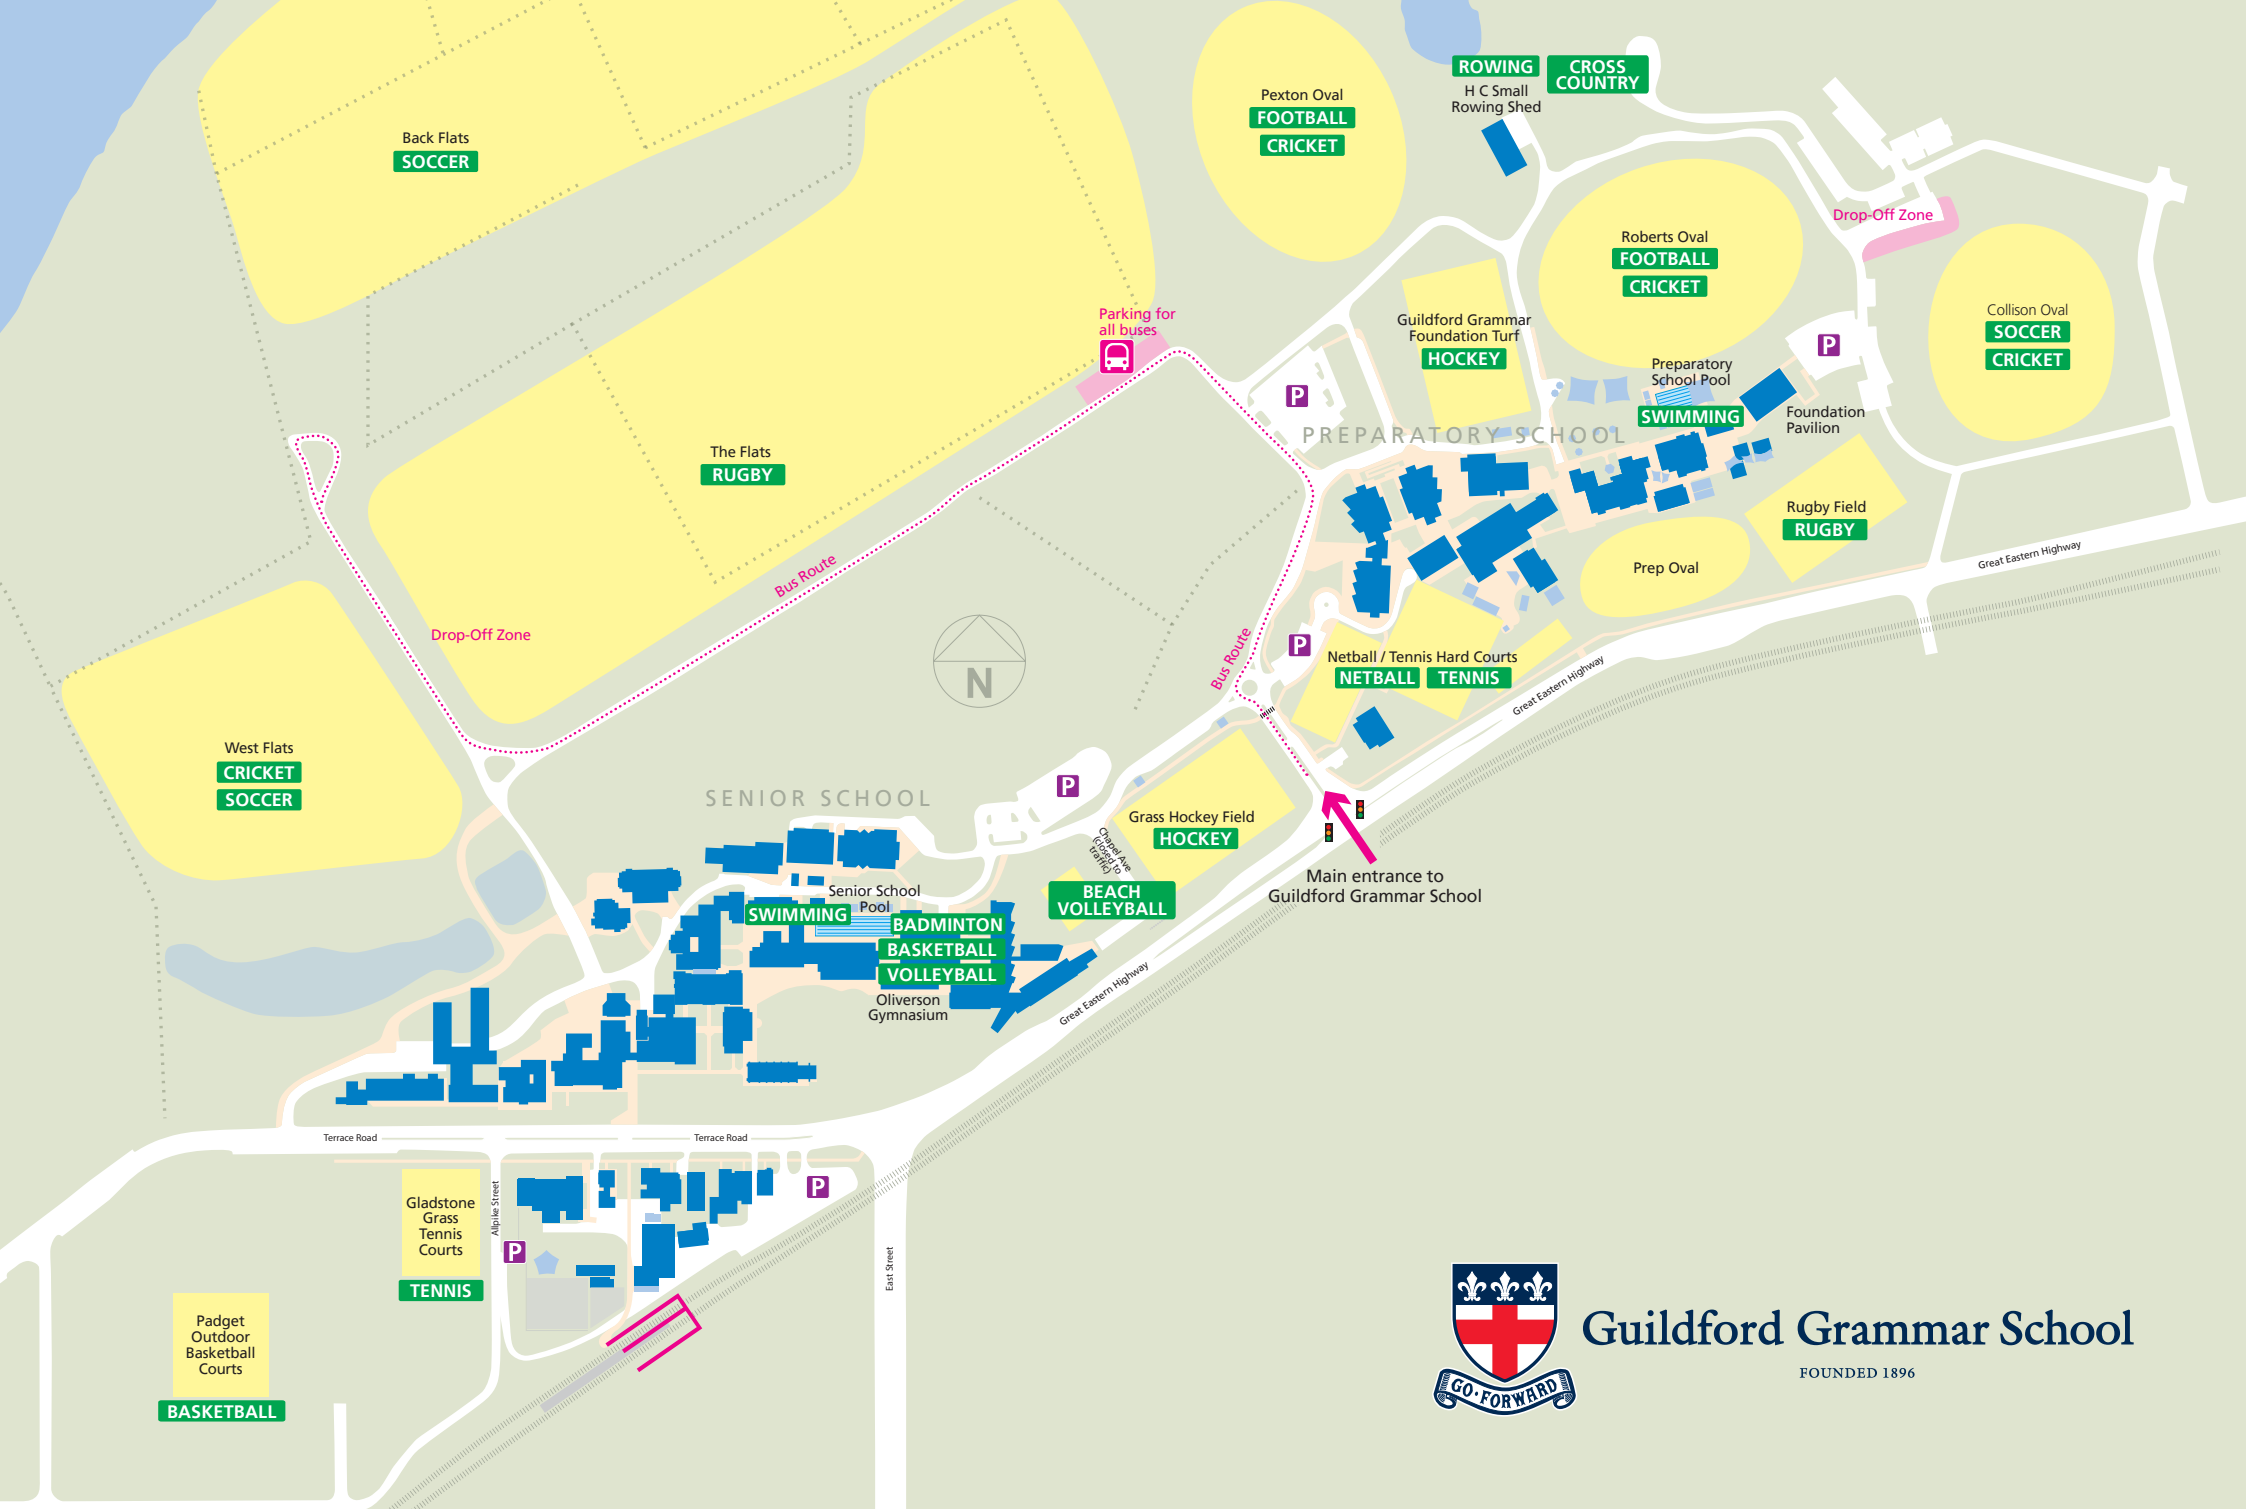 ROWING
CROSS
COUNTRY
H C Small
Rowing Shed
Pexton Oval
FOOTBALL
CRICKET
Back Flats
SOCCER
Drop-Off Zone
Roberts Oval
FOOTBALL
CRICKET
Collison Oval
SOCCER
CRICKET
Parking for
all buses
Guildford Grammar
Foundation Turf
HOCKEY
P
P
Preparatory
School Pool
SWIMMING
Foundation
Pavilion
PREPARATORY SCHOOL
The Flats
RUGBY
Rugby Field
RUGBY
Prep Oval
Great Eastern Highway
Bus Route
Drop-Off Zone
N
Bus Route
P
Netball / Tennis Hard Courts
NETBALL
TENNIS
Great Eastern Highway
West Flats
CRICKET
SOCCER
SENIOR SCHOOL
P
Grass Hockey Field
HOCKEY
Chapel Ave
(closed to
traffic)
Main entrance to
Guildford Grammar School
BEACH
VOLLEYBALL
Senior School
Pool
SWIMMING
BADMINTON
BASKETBALL
VOLLEYBALL
Oliverson
Gymnasium
Great Eastern Highway
Terrace Road
Terrace Road
Gladstone
Grass
Tennis
Courts
TENNIS
Allpike Street
P
P
East Street
Padget
Outdoor
Basketball
Courts
BASKETBALL
GO·FORWARD
Guildford Grammar School
FOUNDED 1896